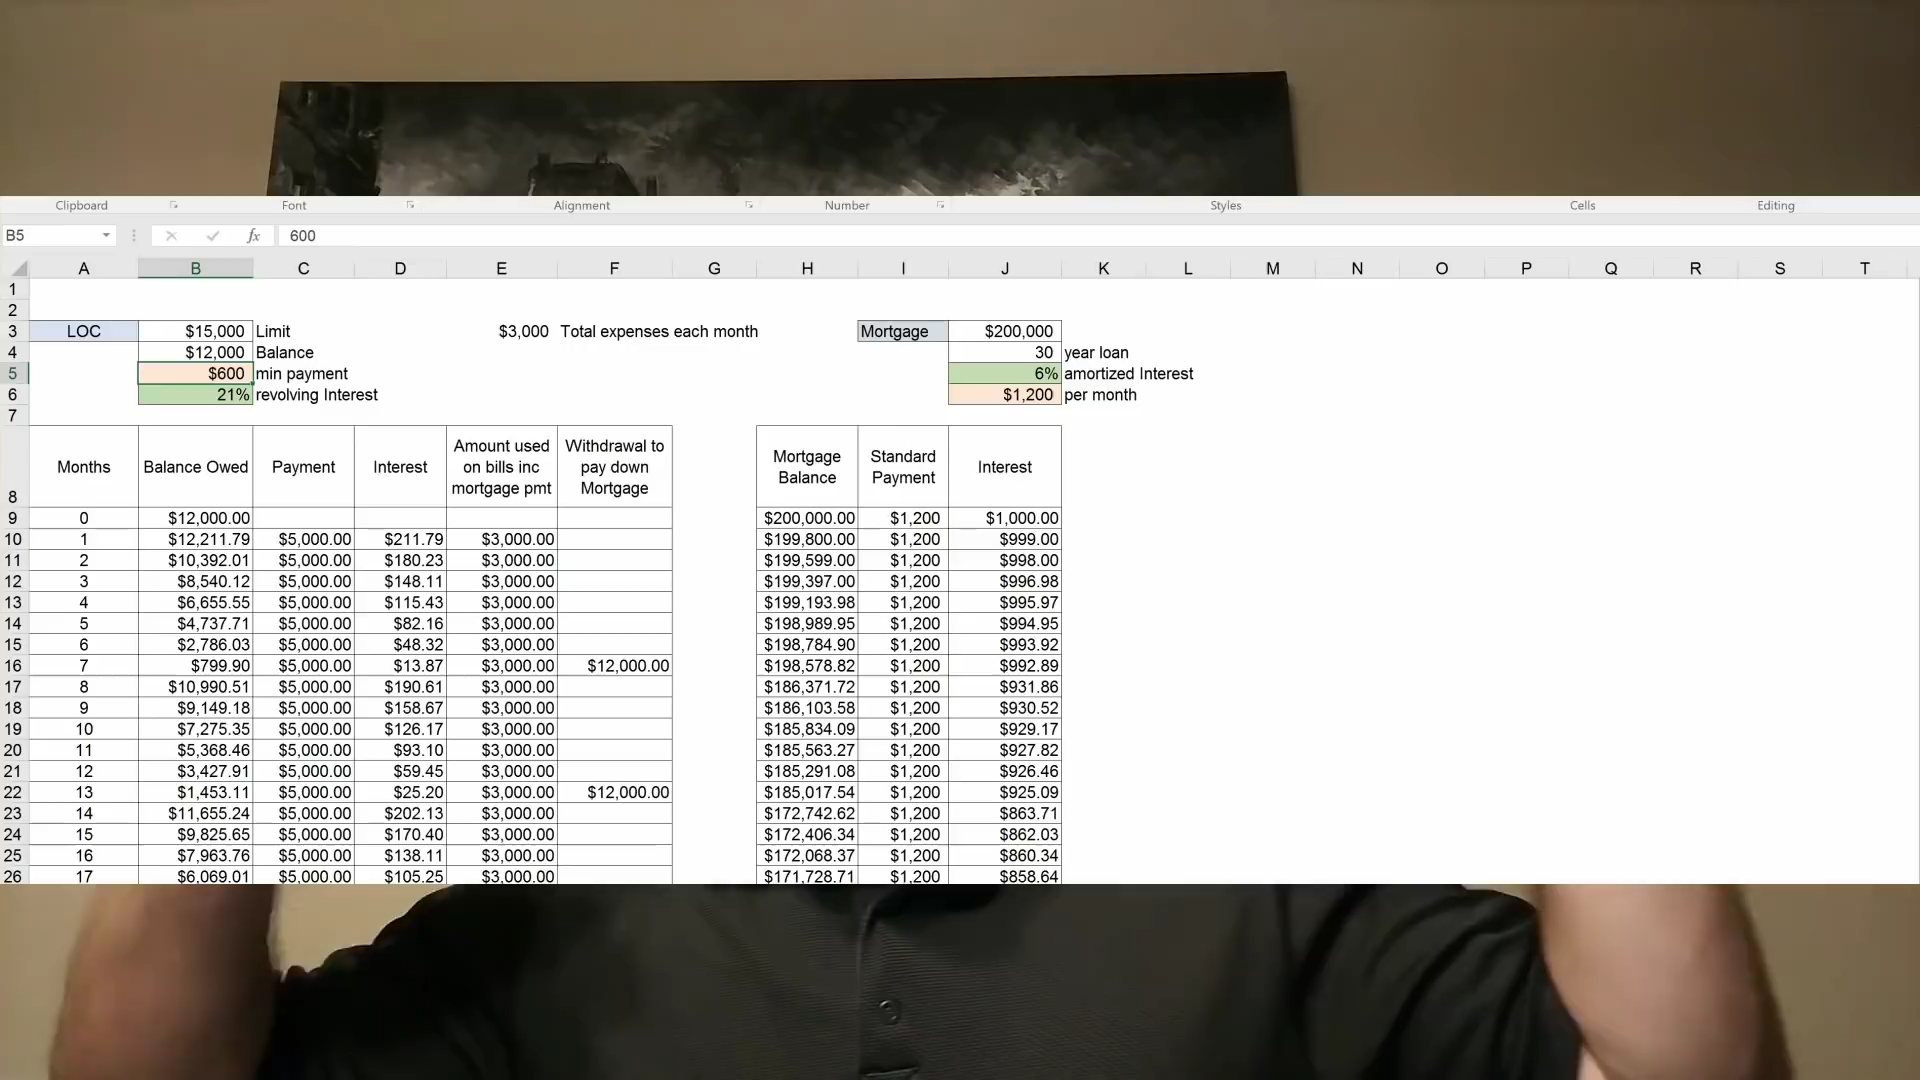 Clipboard Font Alignment Number Styles Cells Editing
B5 fx 600
A B C D E F G H I J K L M N O P Q R S T
1
2
3 LOC $15,000 Limit $3,000 Total expenses each month Mortgage $200,000
4 $12,000 Balance 30 year loan
5 $600 min payment 6% amortized Interest
6 21% revolving Interest $1,200 per month
7
8 Months Balance Owed Payment Interest Amount used on bills inc mortgage pmt Withdrawal to pay down Mortgage Mortgage Balance Standard Payment Interest
9 0 $12,000.00 $200,000.00 $1,200 $1,000.00
10 1 $12,211.79 $5,000.00 $211.79 $3,000.00 $199,800.00 $1,200 $999.00
11 2 $10,392.01 $5,000.00 $180.23 $3,000.00 $199,599.00 $1,200 $998.00
12 3 $8,540.12 $5,000.00 $148.11 $3,000.00 $199,397.00 $1,200 $996.98
13 4 $6,655.55 $5,000.00 $115.43 $3,000.00 $199,193.98 $1,200 $995.97
14 5 $4,737.71 $5,000.00 $82.16 $3,000.00 $198,989.95 $1,200 $994.95
15 6 $2,786.03 $5,000.00 $48.32 $3,000.00 $198,784.90 $1,200 $993.92
16 7 $799.90 $5,000.00 $13.87 $3,000.00 $12,000.00 $198,578.82 $1,200 $992.89
17 8 $10,990.51 $5,000.00 $190.61 $3,000.00 $186,371.72 $1,200 $931.86
18 9 $9,149.18 $5,000.00 $158.67 $3,000.00 $186,103.58 $1,200 $930.52
19 10 $7,275.35 $5,000.00 $126.17 $3,000.00 $185,834.09 $1,200 $929.17
20 11 $5,368.46 $5,000.00 $93.10 $3,000.00 $185,563.27 $1,200 $927.82
21 12 $3,427.91 $5,000.00 $59.45 $3,000.00 $185,291.08 $1,200 $926.46
22 13 $1,453.11 $5,000.00 $25.20 $3,000.00 $12,000.00 $185,017.54 $1,200 $925.09
23 14 $11,655.24 $5,000.00 $202.13 $3,000.00 $172,742.62 $1,200 $863.71
24 15 $9,825.65 $5,000.00 $170.40 $3,000.00 $172,406.34 $1,200 $862.03
25 16 $7,963.76 $5,000.00 $138.11 $3,000.00 $172,068.37 $1,200 $860.34
26 17 $6,069.01 $5,000.00 $105.25 $3,000.00 $171,728.71 $1,200 $858.64